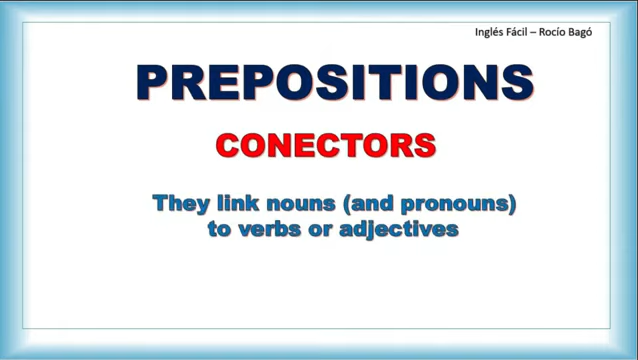 Inglés Fácil – Rocío Bagó
PREPOSITIONS
CONECTORS
They link nouns (and pronouns)
to verbs or adjectives